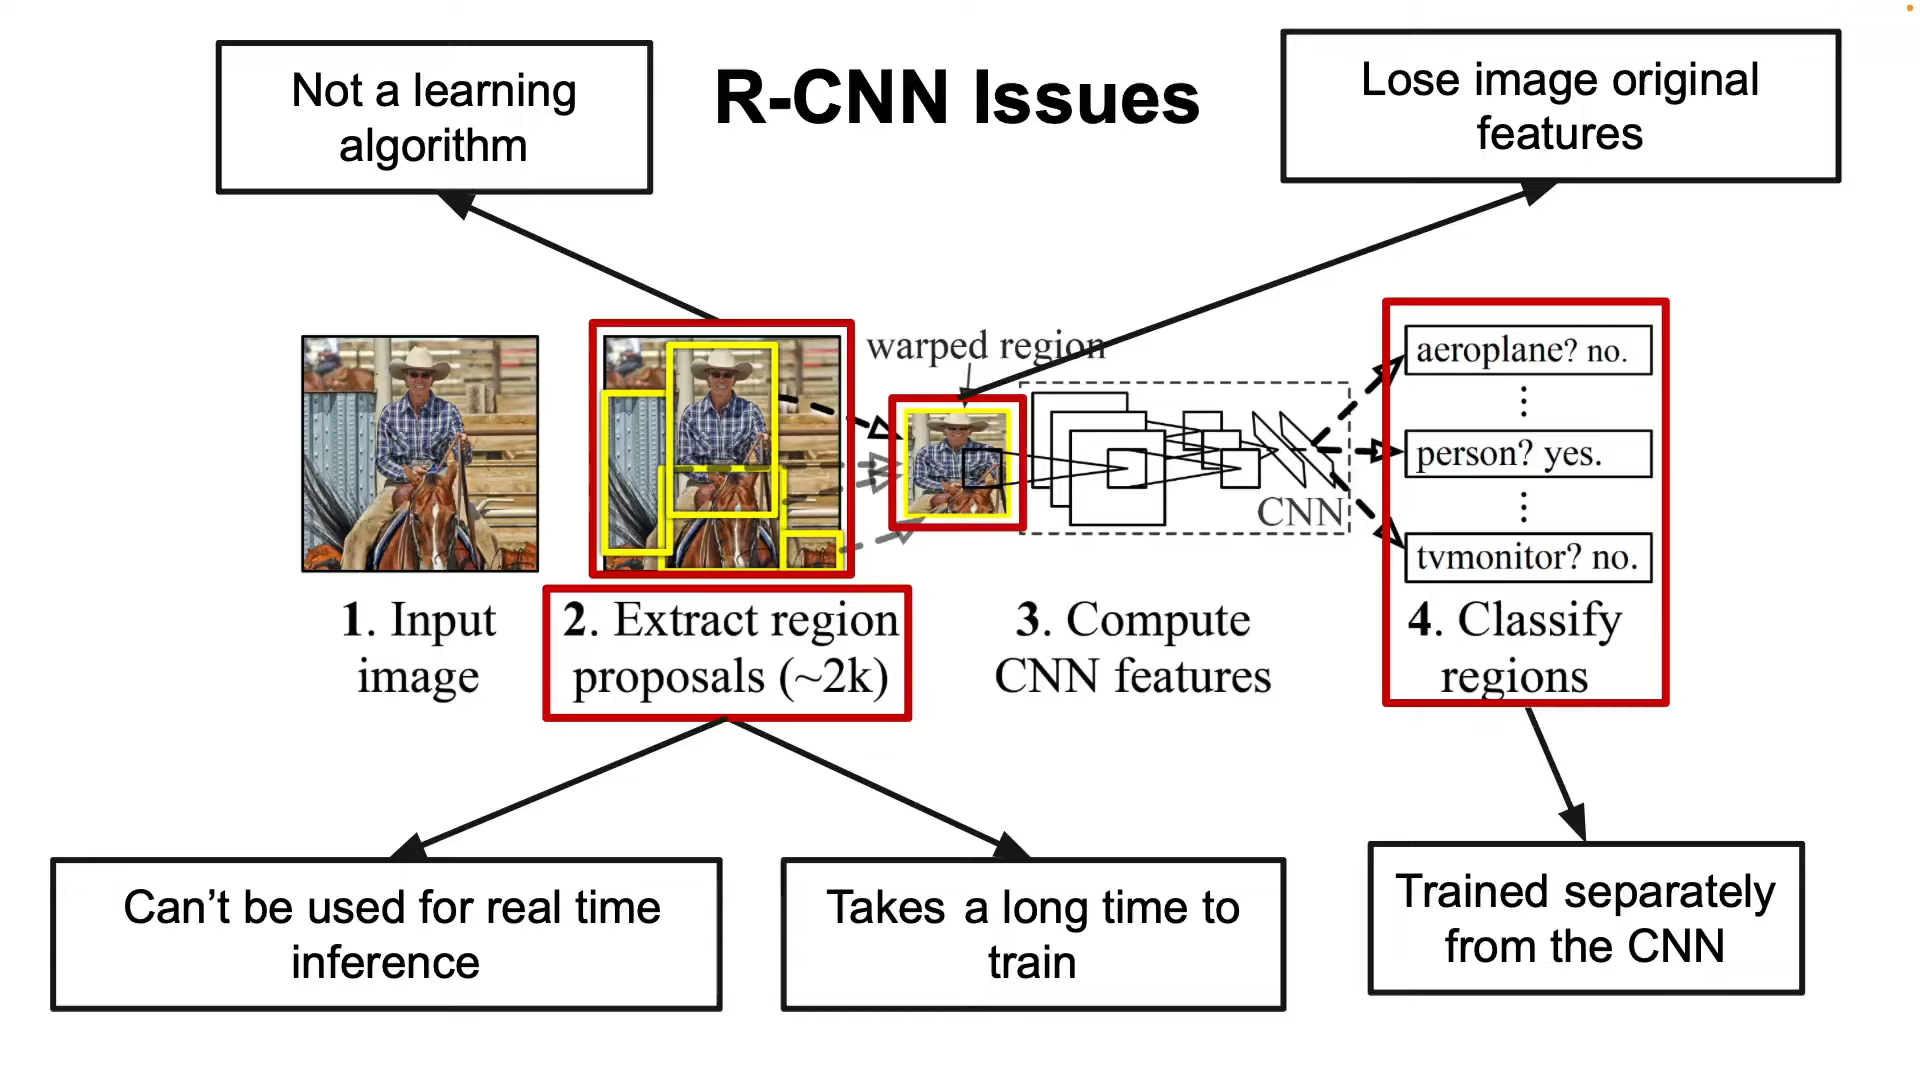 Not a learning
algorithm
R-CNN Issues
Lose image original
features
warped region
CNN
aeroplane? no.
person? yes.
tvmonitor? no.
1. Input
image
2. Extract region
proposals (~2k)
3. Compute
CNN features
4. Classify
regions
Can’t be used for real time
inference
Takes a long time to
train
Trained separately
from the CNN